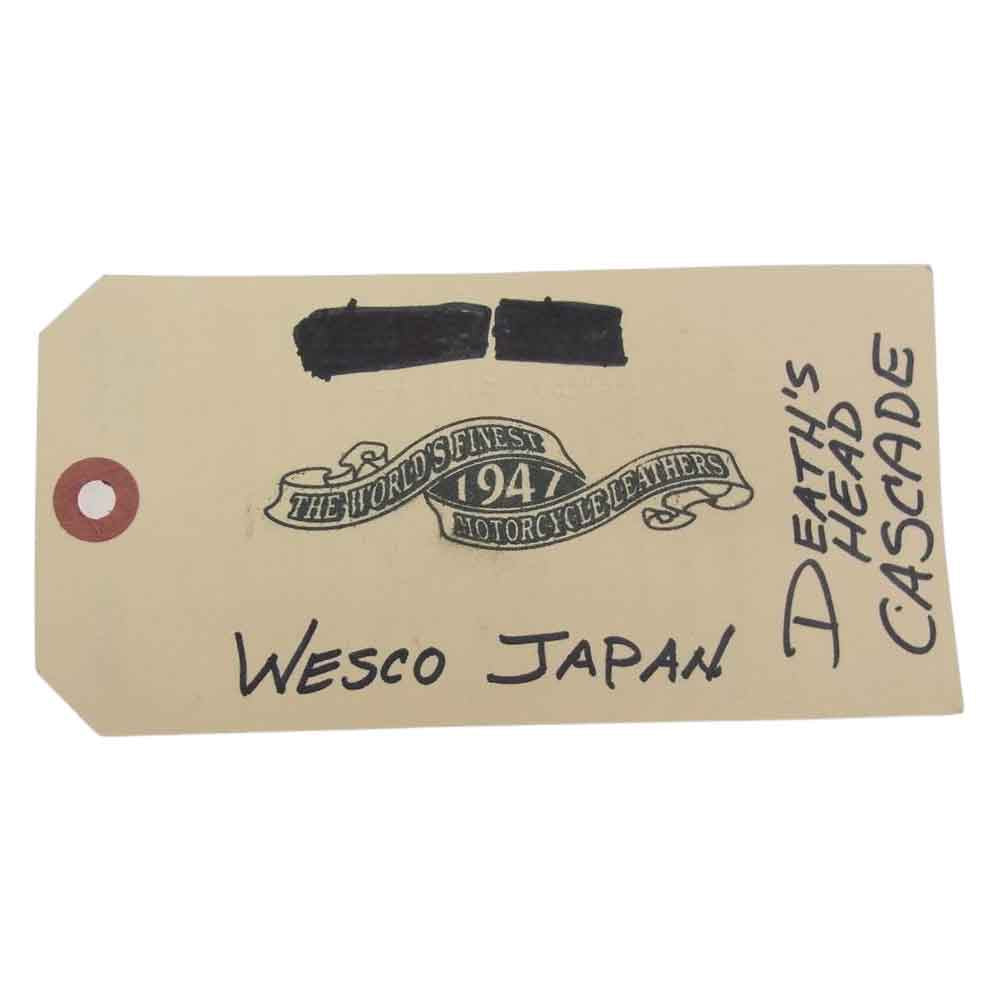 THE WORLD'S FINEST
1947
MOTORCYCLE LEATHERS
WESCO JAPAN
DEATH'S
HEAD
CASCADE